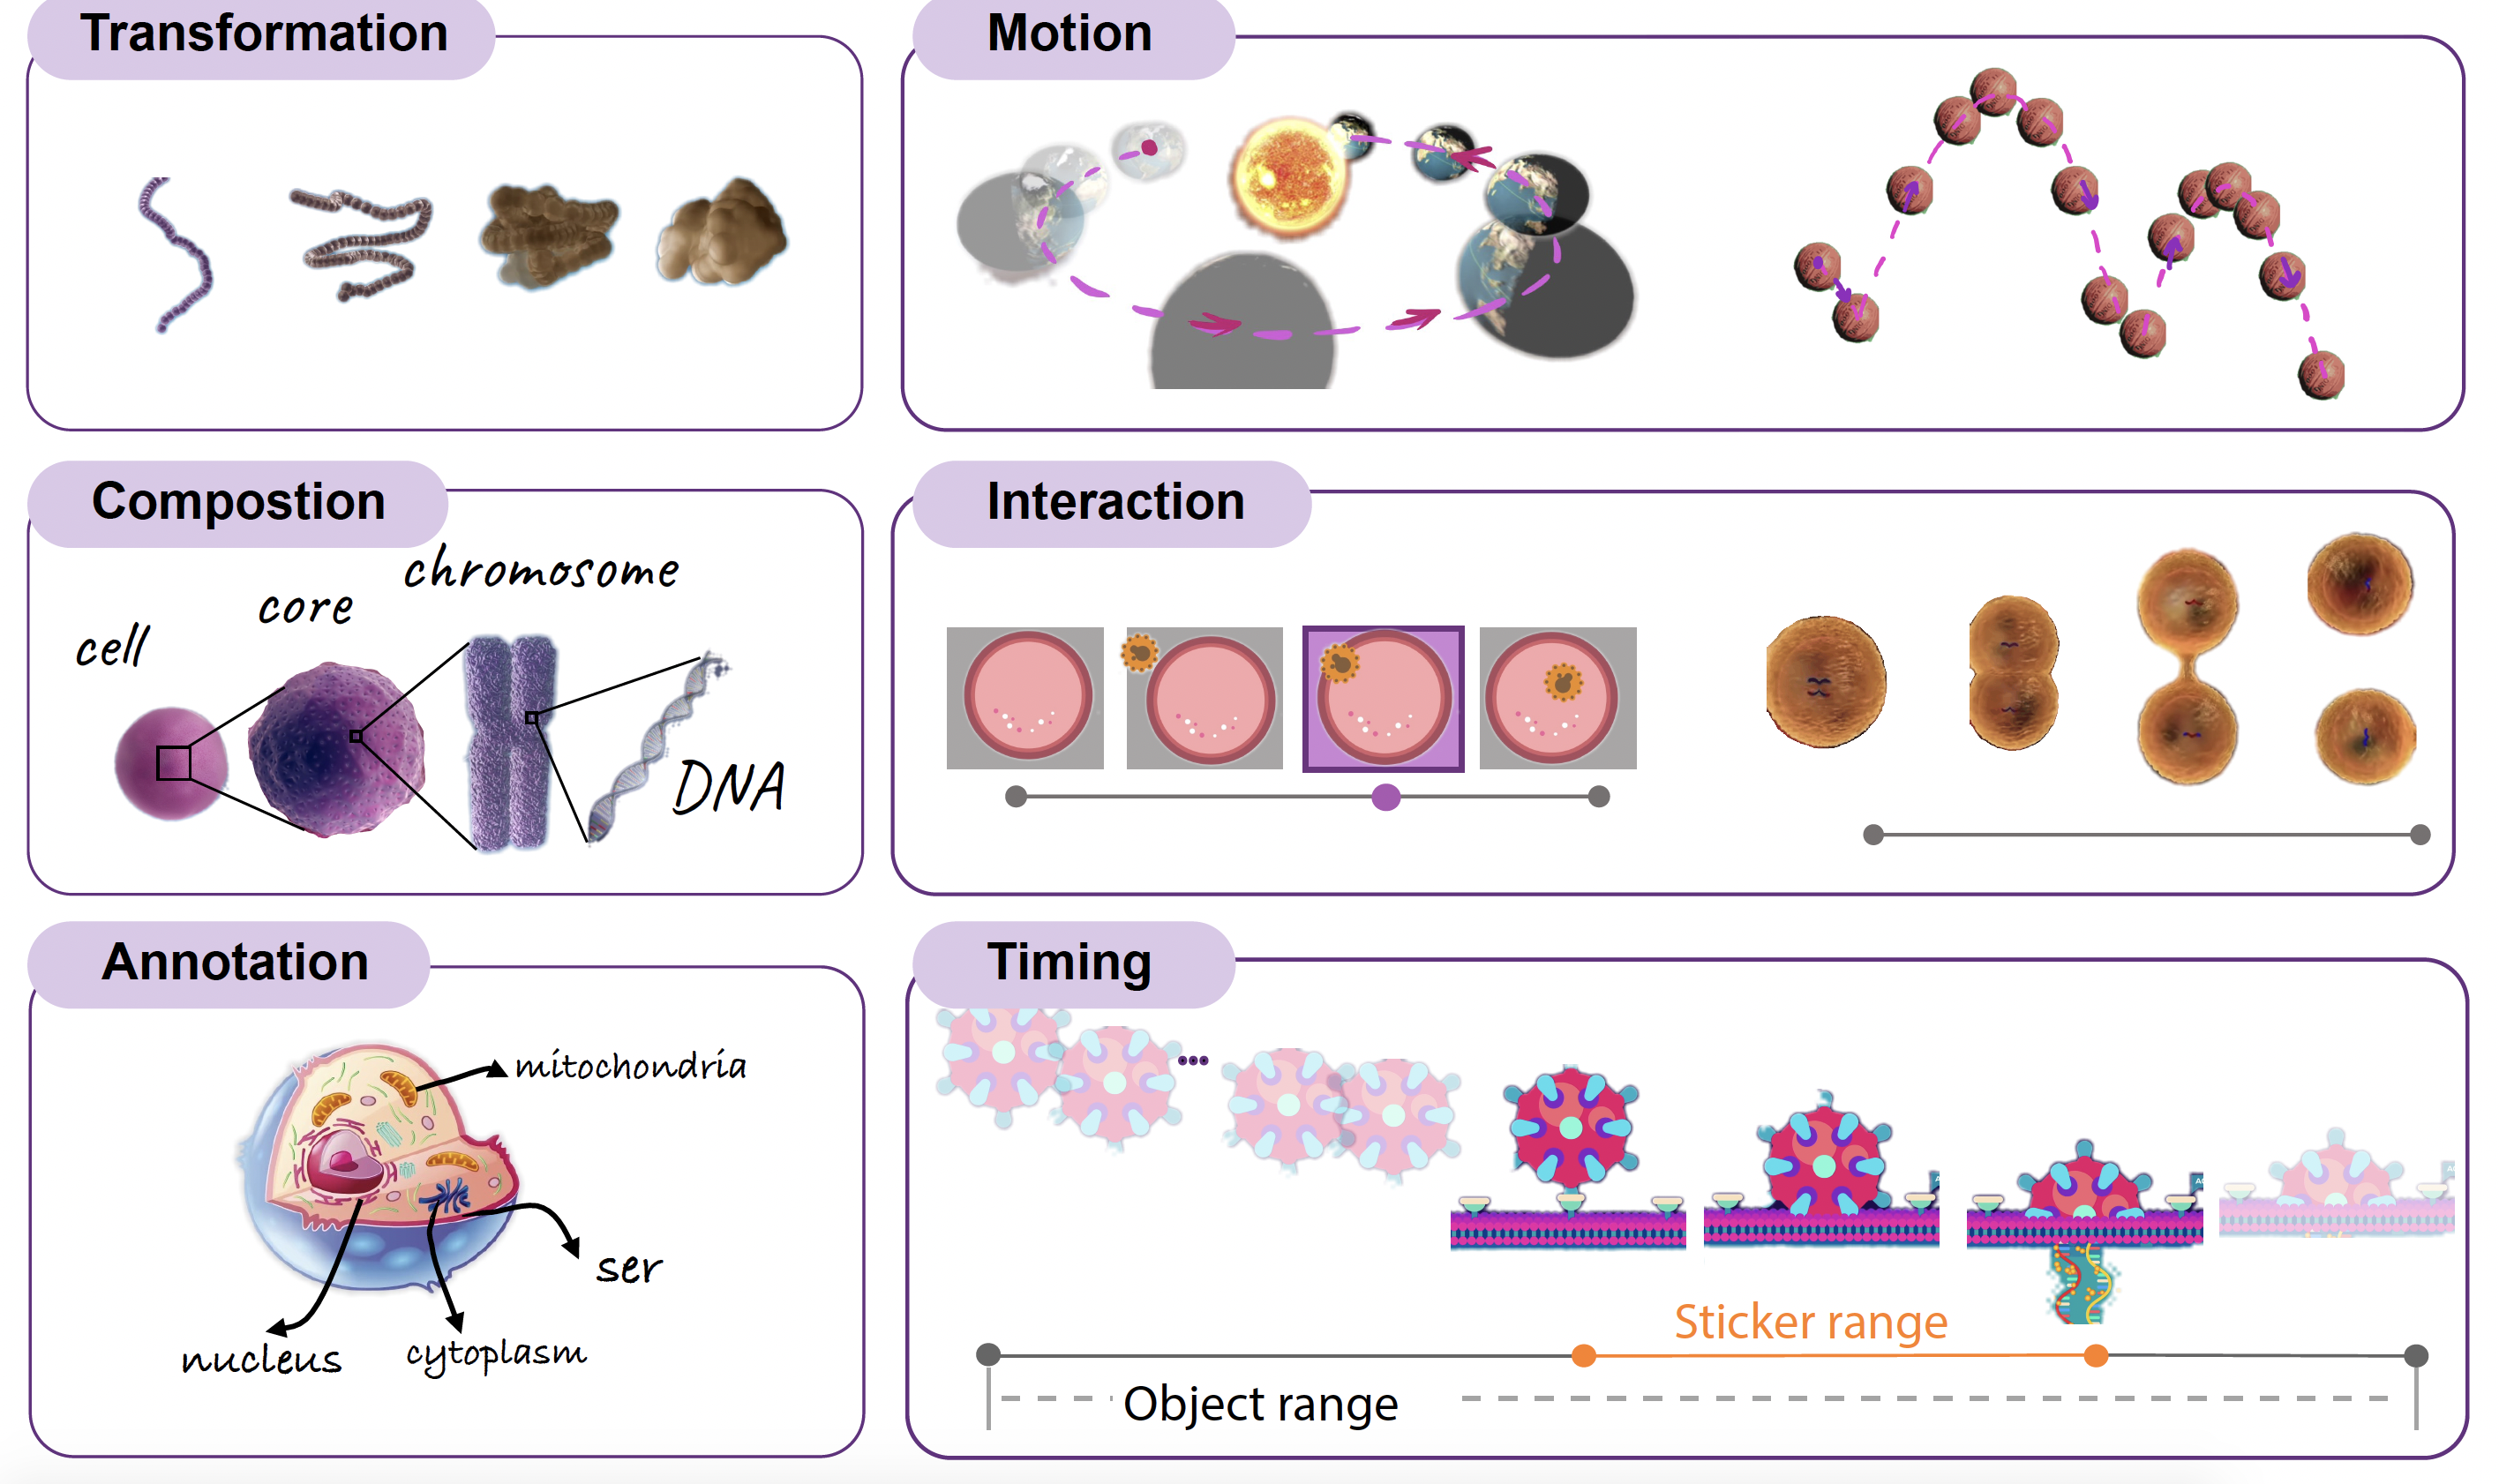 Transformation
Motion
Compostion
Interaction
chromosome
core
cell
DNA
Annotation
Timing
mitochondria
ser
nucleus
cytoplasm
Sticker range
Object range